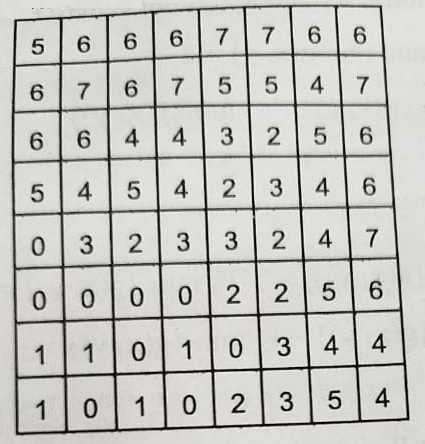 5 6 6 6 7 7 6 6
6 7 6 7 5 5 4 7
6 6 4 4 3 2 5 6
5 4 5 4 2 3 4 6
0 3 2 3 3 2 4 7
0 0 0 0 2 2 5 6
1 1 0 1 0 3 4 4
1 0 1 0 2 3 5 4